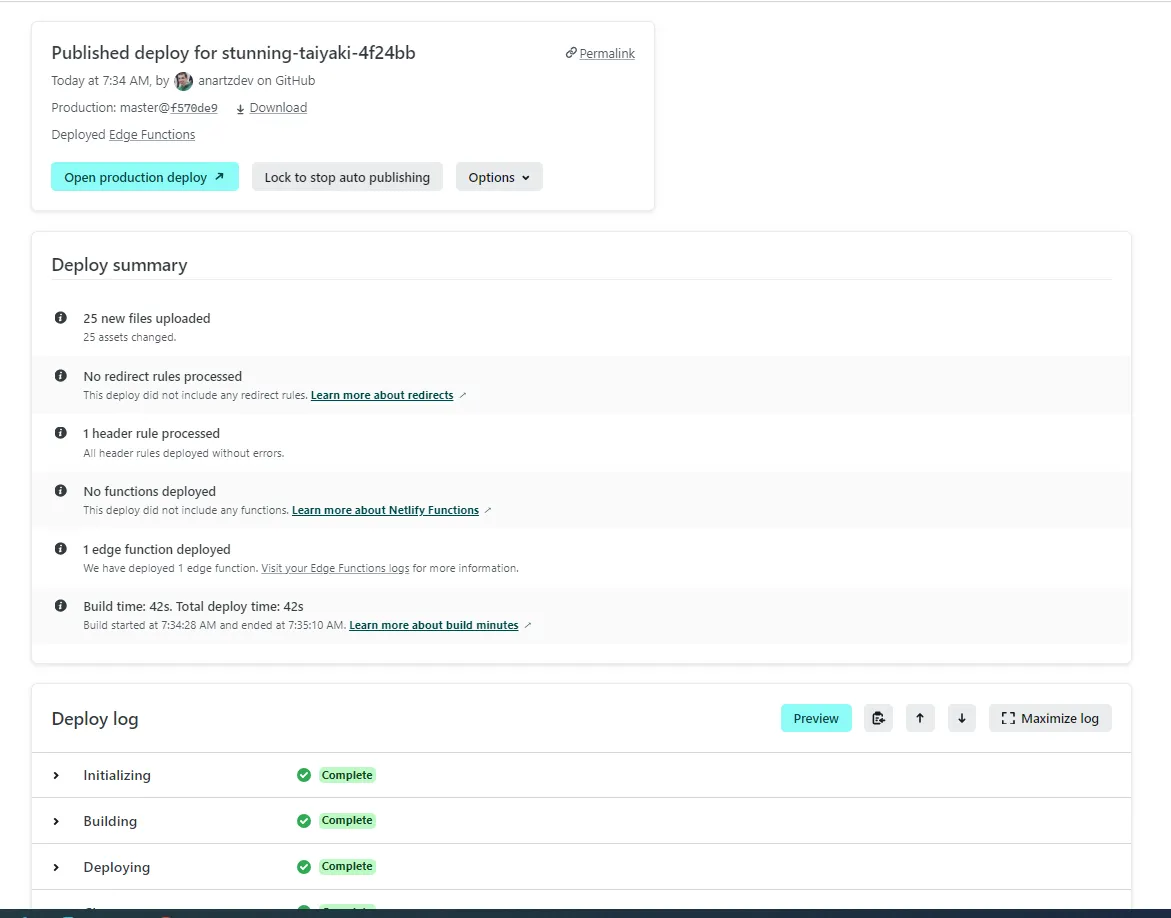 Published deploy for stunning-taiyaki-4f24bb
Permalink
Today at 7:34 AM, by anartzdev on GitHub
Production: master@f570de9 Download
Deployed Edge Functions
Open production deploy
Lock to stop auto publishing
Options
Deploy summary
25 new files uploaded
25 assets changed.
No redirect rules processed
This deploy did not include any redirect rules. Learn more about redirects
1 header rule processed
All header rules deployed without errors.
No functions deployed
This deploy did not include any functions. Learn more about Netlify Functions
1 edge function deployed
We have deployed 1 edge function. Visit your Edge Functions logs for more information.
Build time: 42s. Total deploy time: 42s
Build started at 7:34:28 AM and ended at 7:35:10 AM. Learn more about build minutes
Deploy log
Preview
Maximize log
Initializing Complete
Building Complete
Deploying Complete